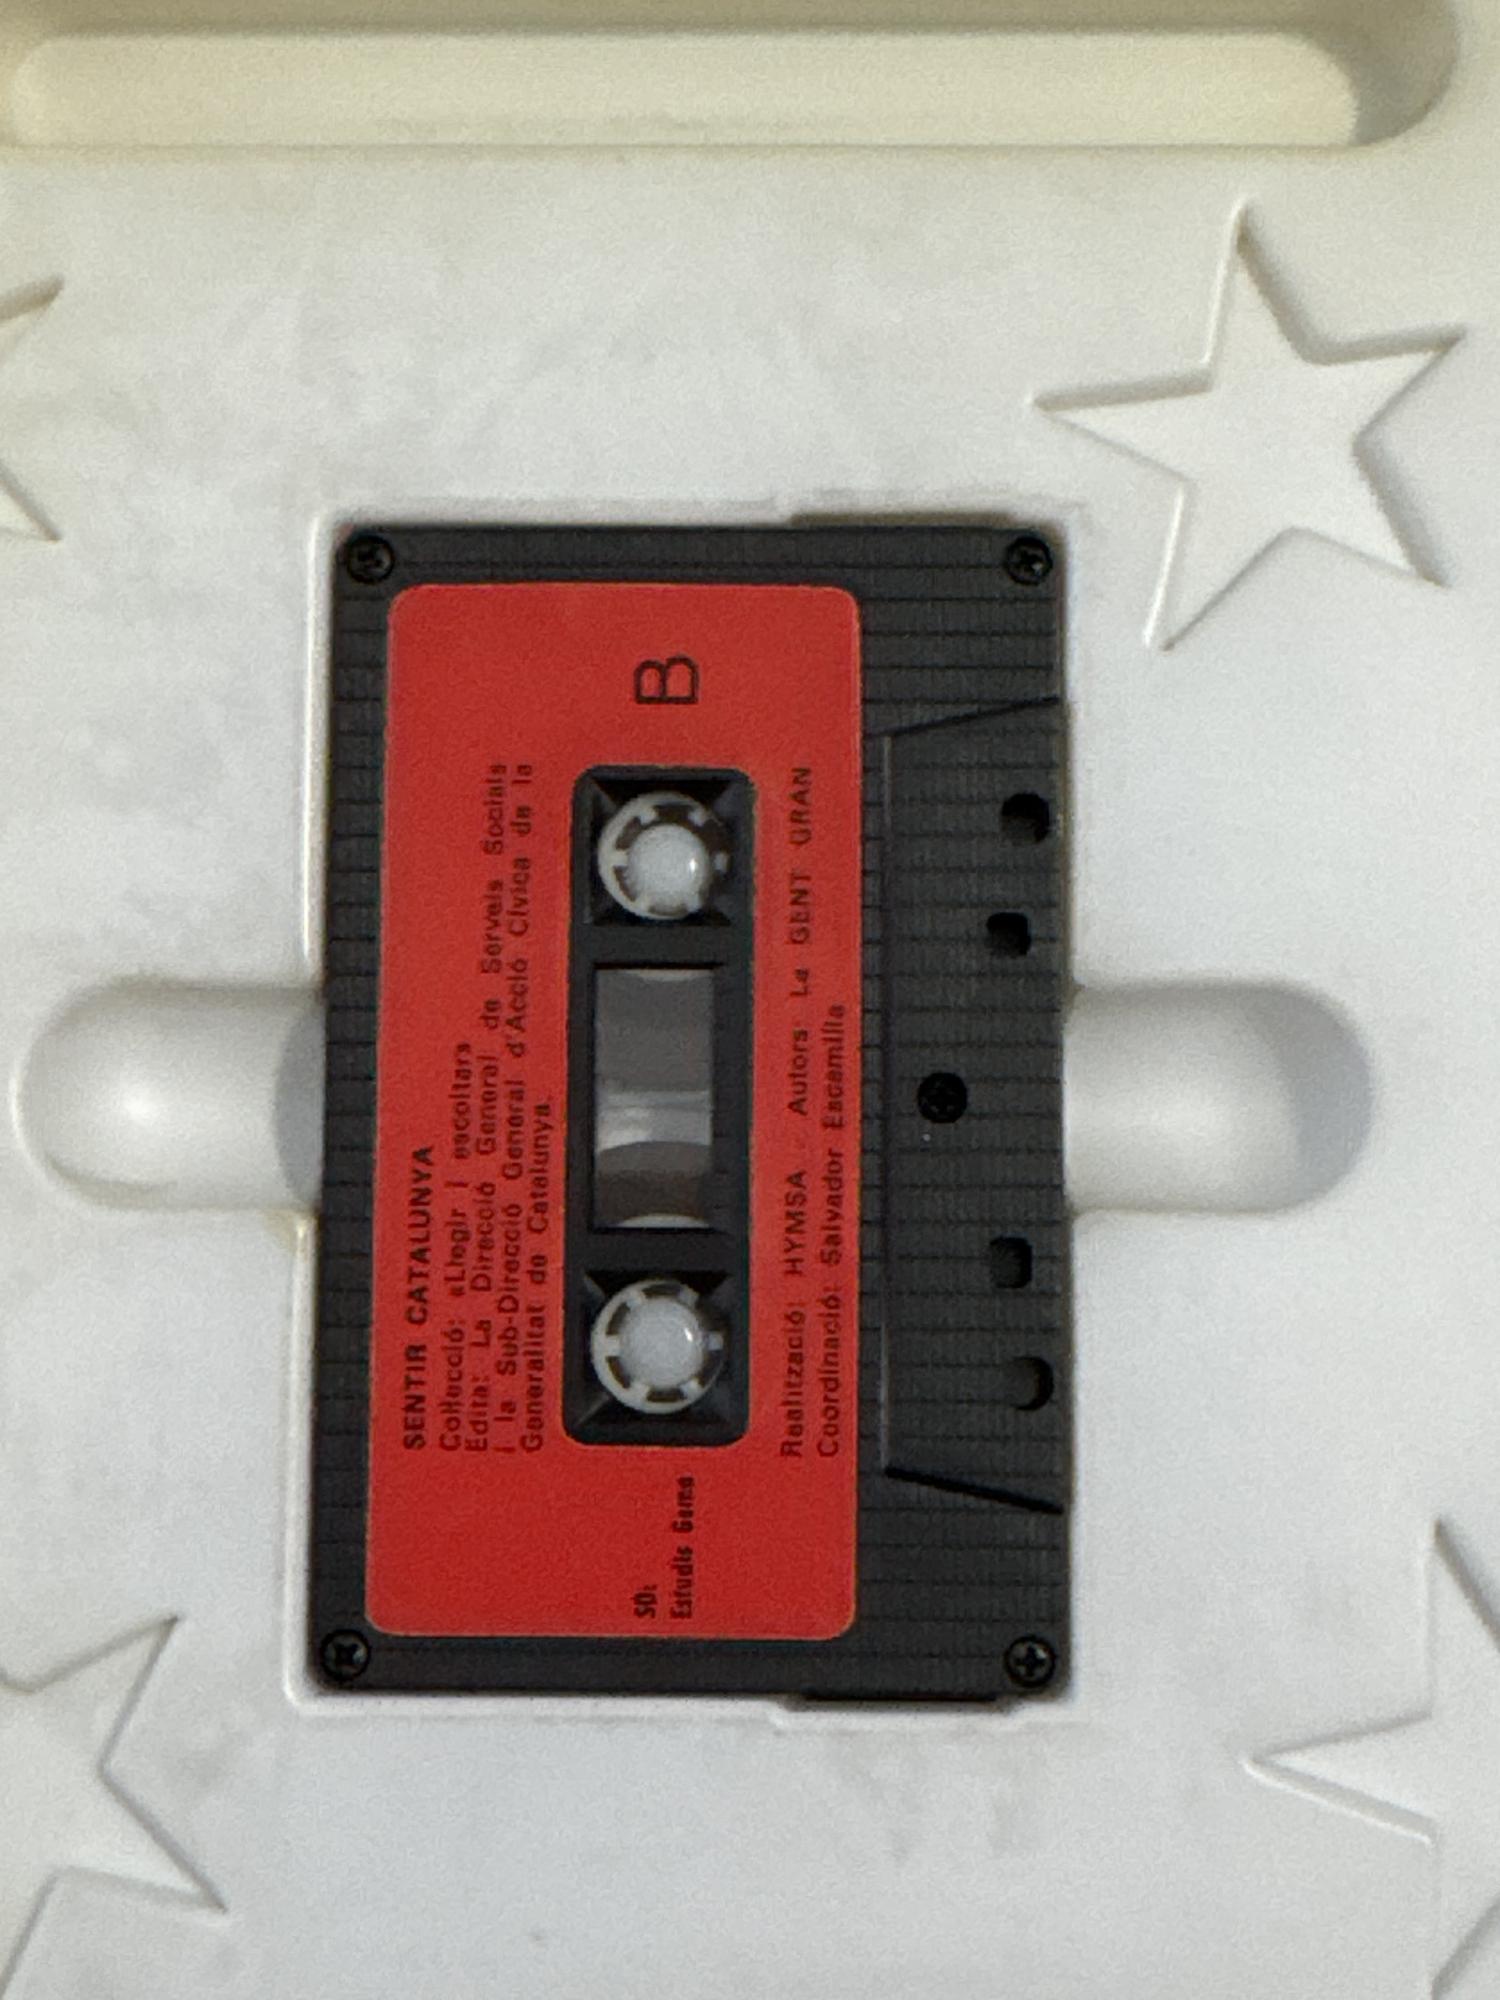 SENTIR CATALUNYA
Col·lecció: «Llegir i escoltar»
Edita: La Direcció General de Serveis Socials
i la Sub-Direcció General d'Acció Cívica de la
Generalitat de Catalunya.
B
SO:
Estudis Gema
Realització: HYMSA - Autors: La GENT GRAN
Coordinació: Salvador Escamilla